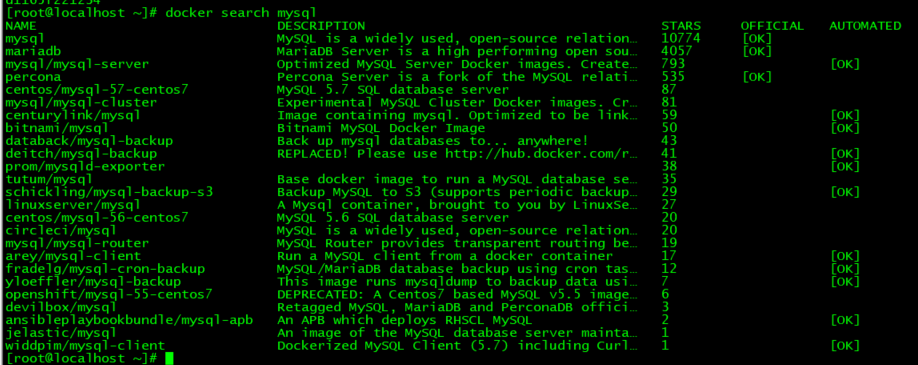 [root@localhost ~]# docker search mysql
NAME DESCRIPTION STARS OFFICIAL AUTOMATED
mysql MySQL is a widely used, open-source relation… 10774 [OK]
mariadb MariaDB Server is a high performing open sou… 4057 [OK]
mysql/mysql-server Optimized MySQL Server Docker images. Create… 793 [OK]
percona Percona Server is a fork of the MySQL relati… 535 [OK]
centos/mysql-57-centos7 MySQL 5.7 SQL database server 87
mysql/mysql-cluster Experimental MySQL Cluster Docker images. Cr… 81
centurylink/mysql Image containing mysql. Optimized to be link… 59 [OK]
bitnami/mysql Bitnami MySQL Docker Image 50 [OK]
databack/mysql-backup Back up mysql databases to... anywhere! 43
deitch/mysql-backup REPLACED! Please use http://hub.docker.com/r… 41 [OK]
prom/mysqld-exporter 38 [OK]
tutum/mysql Base docker image to run a MySQL database se… 35
schickling/mysql-backup-s3 Backup MySQL to S3 (supports periodic backup… 29 [OK]
linuxserver/mysql A Mysql container, brought to you by LinuxSe… 27
centos/mysql-56-centos7 MySQL 5.6 SQL database server 20
circleci/mysql MySQL is a widely used, open-source relation… 20
mysql/mysql-router MySQL Router provides transparent routing be… 19
arey/mysql-client Run a MySQL client from a docker container 17 [OK]
fradelg/mysql-cron-backup MySQL/MariaDB database backup using cron tas… 12 [OK]
yloeffler/mysql-backup This image runs mysqldump to backup data usi… 7 [OK]
openshift/mysql-55-centos7 DEPRECATED: A Centos7 based MySQL v5.5 image… 6
devilbox/mysql Retagged MySQL, MariaDB and PerconaDB offici… 3
ansibleplaybookbundle/mysql-apb An APB which deploys RHSCL MySQL 2 [OK]
jelastic/mysql An image of the MySQL database server mainta… 1
widdpim/mysql-client Dockerized MySQL Client (5.7) including Curl… 1 [OK]
[root@localhost ~]#